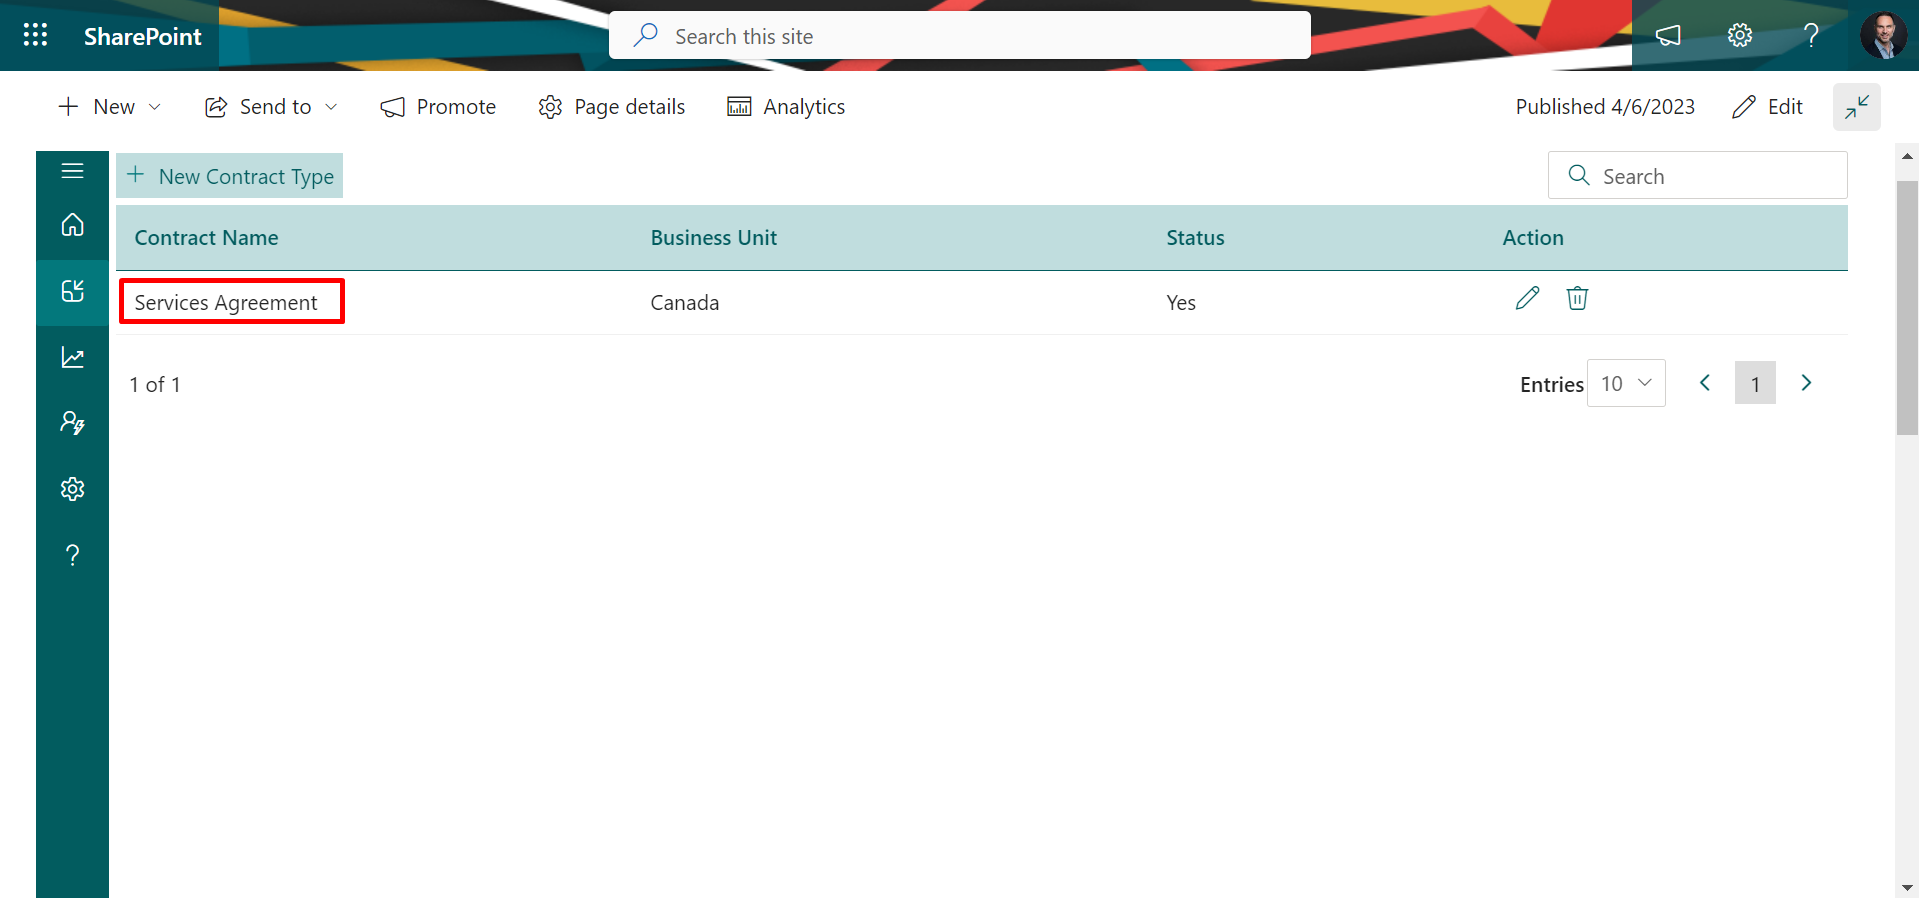 SharePoint
Search this site
New
Send to
Promote
Page details
Analytics
Published 4/6/2023
Edit
New Contract Type
Search
Contract Name Business Unit Status Action
Services Agreement Canada Yes
1 of 1
Entries 10 1